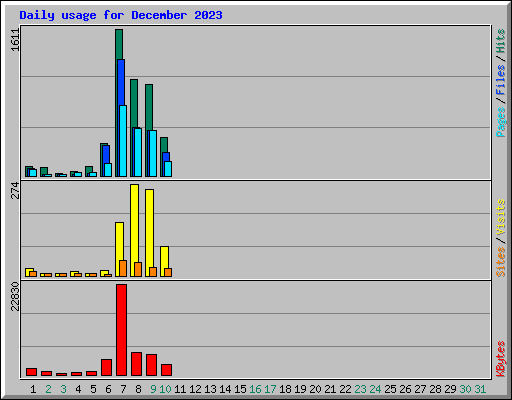 Daily usage for December 2023
1611
Pages / Files / Hits
274
Sites / Visits
22830
KBytes
1 2 3 4 5 6 7 8 9 10 11 12 13 14 15 16 17 18 19 20 21 22 23 24 25 26 27 28 29 30 31